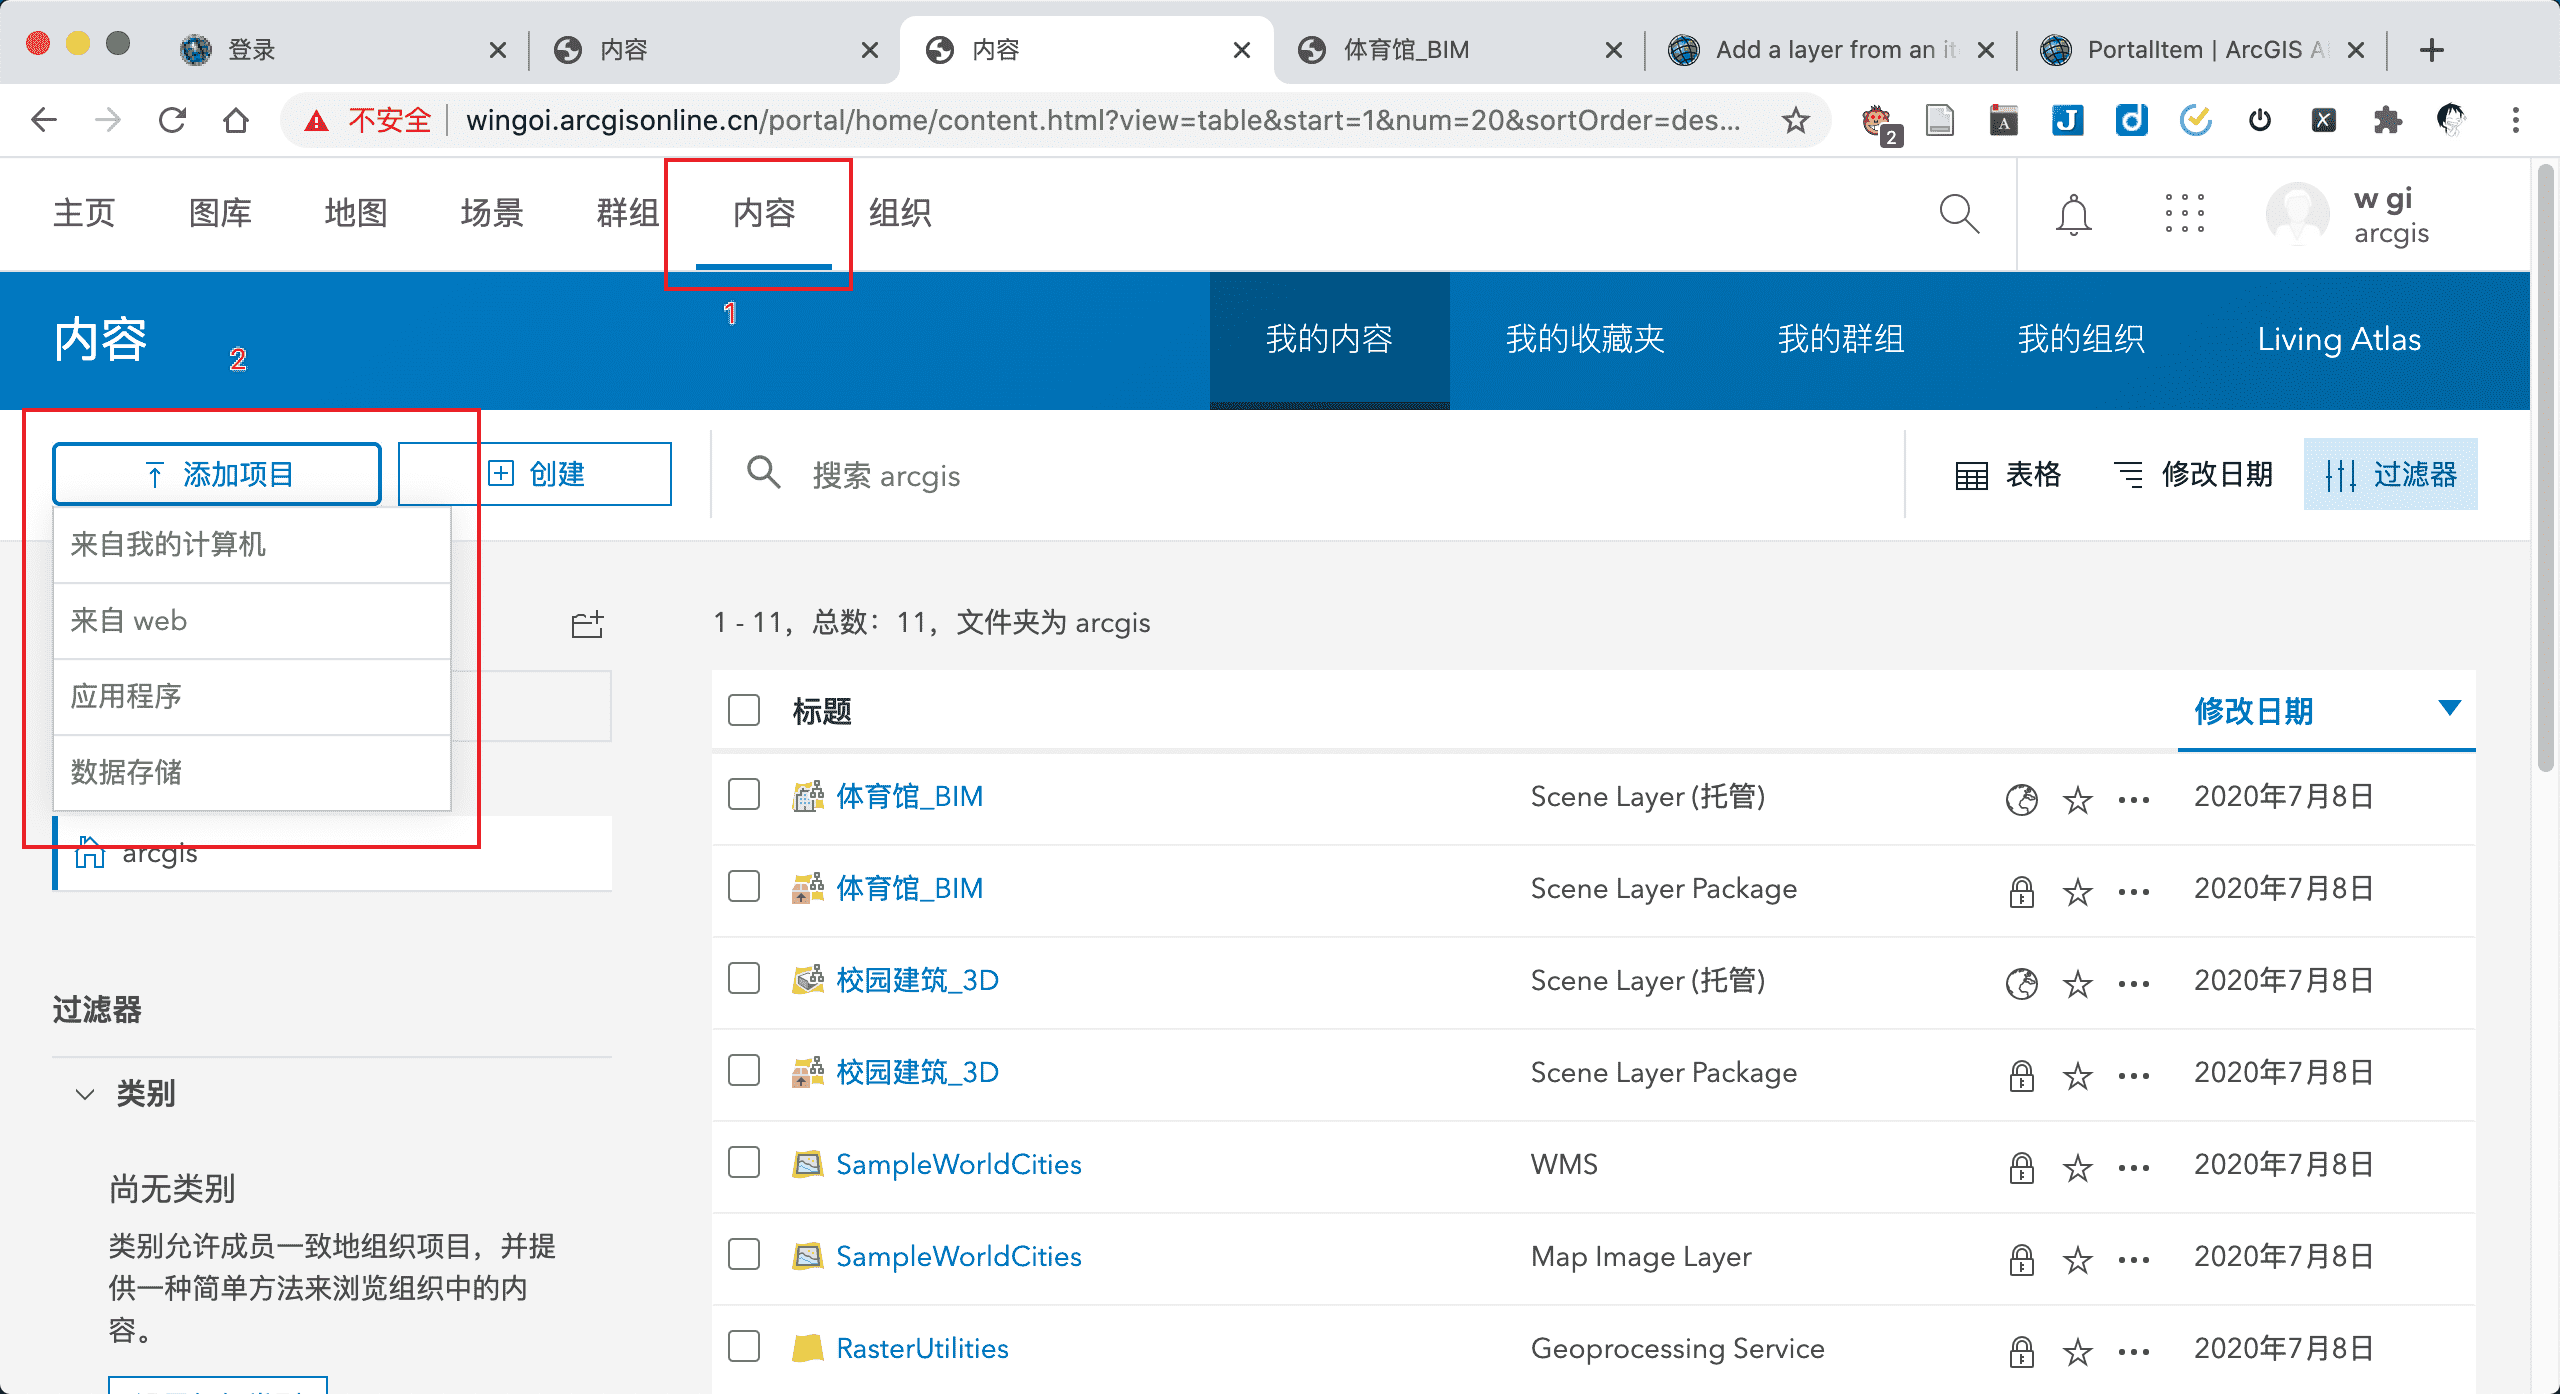 登录
内容
内容
体育馆_BIM
Add a layer from an it
PortalItem | ArcGIS A
不安全
wingoi.arcgisonline.cn/portal/home/content.html?view=table&start=1&num=20&sortOrder=des...
2
A
J
d
X
主页
图库
地图
场景
群组
内容
组织
w gi
arcgis
1
内容
2
我的内容
我的收藏夹
我的群组
我的组织
Living Atlas
添加项目
创建
搜索 arcgis
表格
修改日期
过滤器
来自我的计算机
来自 web
应用程序
数据存储
arcgis
1 - 11，总数：11，文件夹为 arcgis
标题
修改日期
体育馆_BIM Scene Layer (托管) 2020年7月8日
体育馆_BIM Scene Layer Package 2020年7月8日
校园建筑_3D Scene Layer (托管) 2020年7月8日
校园建筑_3D Scene Layer Package 2020年7月8日
SampleWorldCities WMS 2020年7月8日
SampleWorldCities Map Image Layer 2020年7月8日
RasterUtilities Geoprocessing Service 2020年7月8日
过滤器
类别
尚无类别
类别允许成员一致地组织项目，并提
供一种简单方法来浏览组织中的内
容。